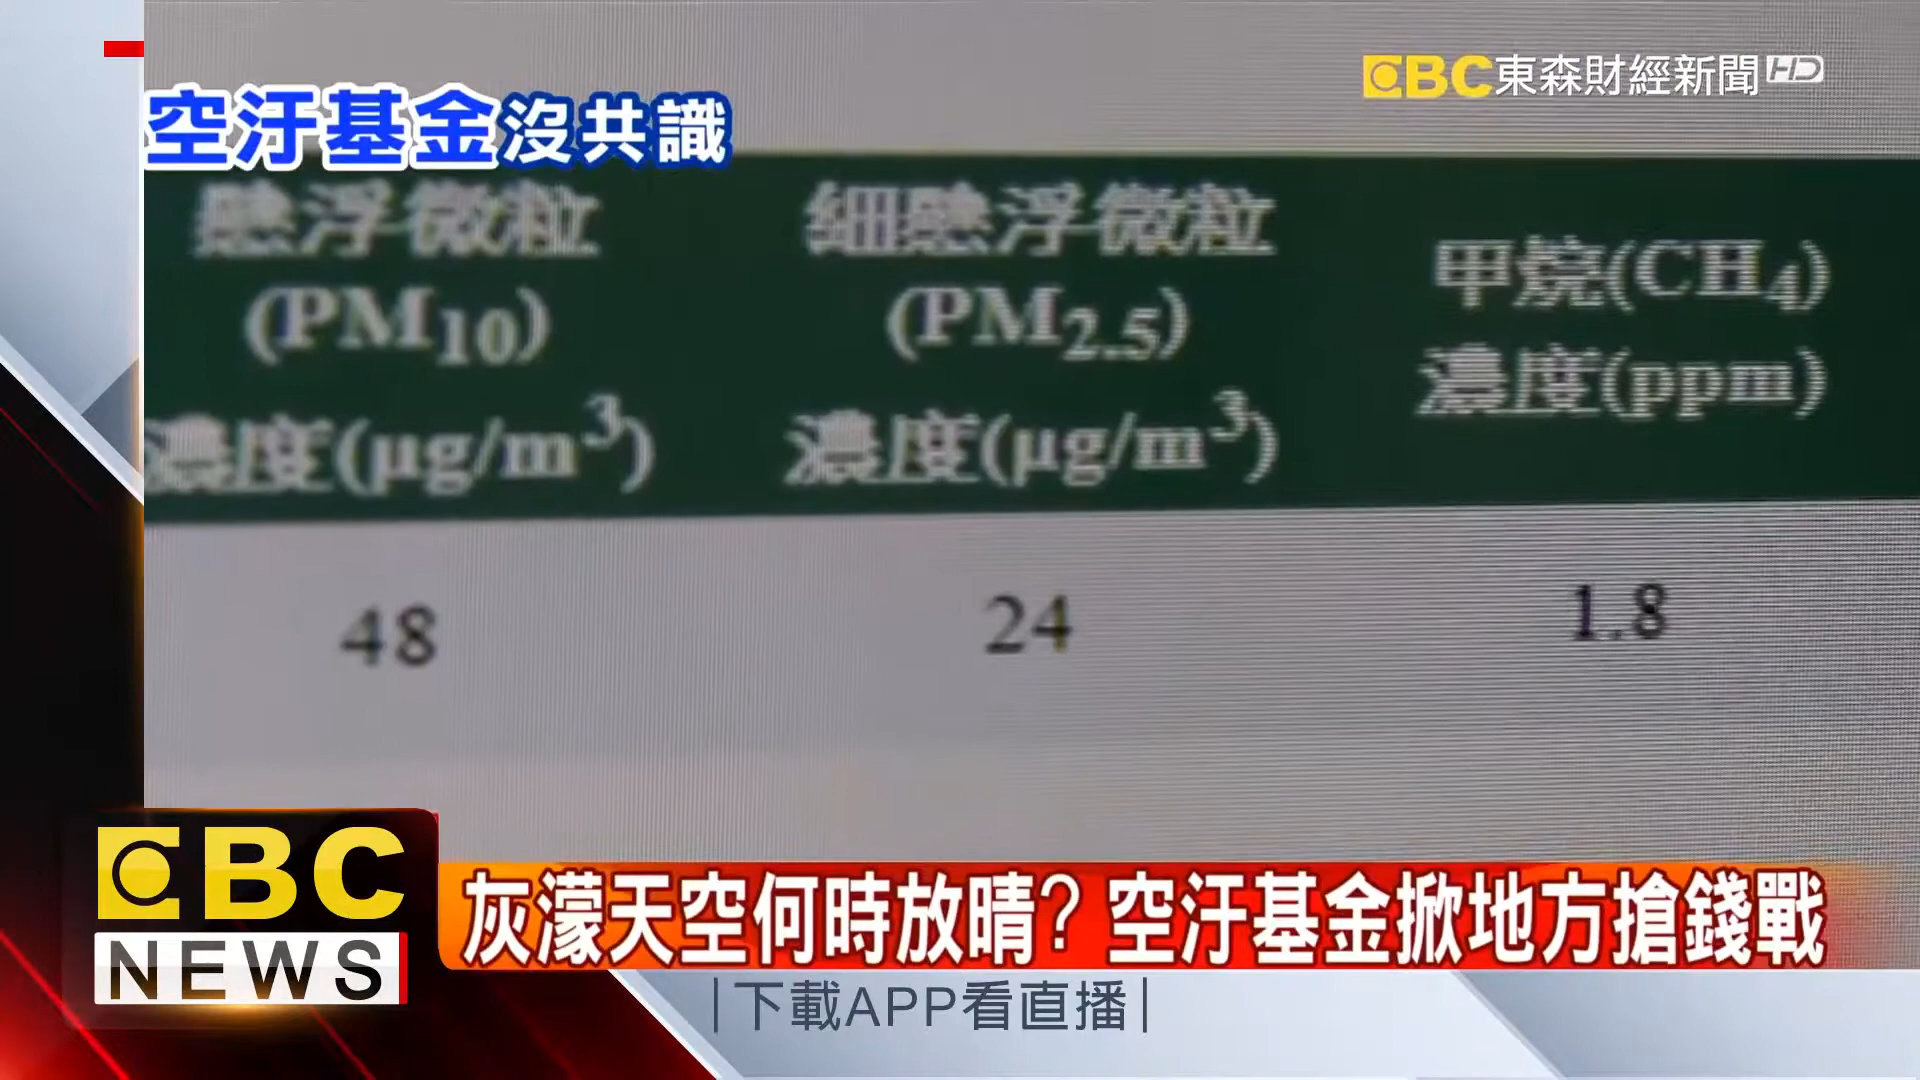 EBC東森財經新聞HD
空汙基金沒共識
懸浮微粒
(PM10)
濃度(μg/m³)
細懸浮微粒
(PM2.5)
濃度(μg/m³)
甲烷(CH4)
濃度(ppm)
48
24
1.8
EBC
NEWS
灰濛天空何時放晴? 空汙基金掀地方搶錢戰
|下載APP看直播|